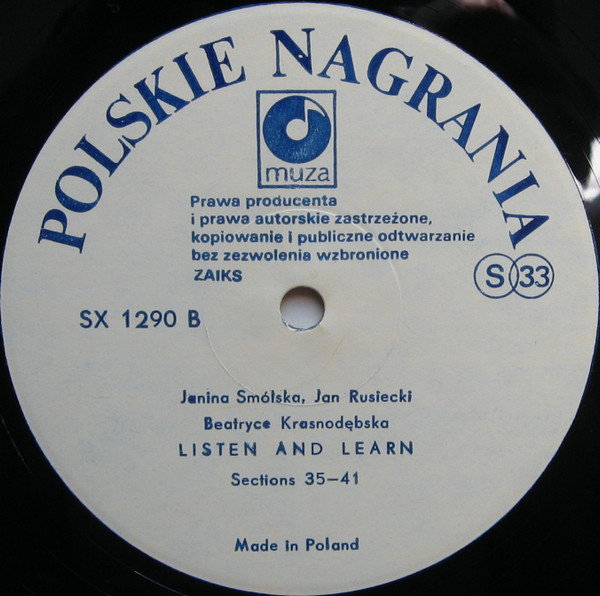 POLSKIE NAGRANIA
muza
Prawa producenta
i prawa autorskie zastrzeżone,
kopiowanie i publiczne odtwarzanie
bez zezwolenia wzbronione
ZAIKS
S 33
SX 1290 B
Janina Smólska, Jan Rusiecki
Beatryce Krasnodębska
LISTEN AND LEARN
Sections 35–41
Made in Poland